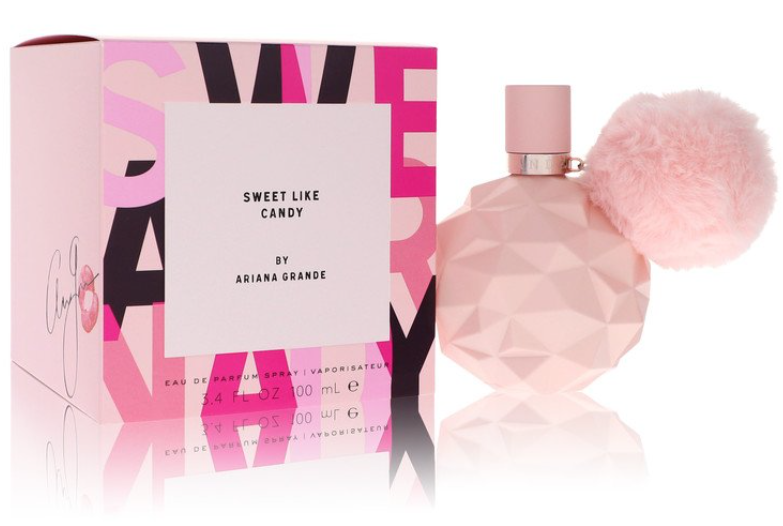 SWEET LIKE
CANDY
BY
ARIANA GRANDE
EAU DE PARFUM SPRAY | VAPORISATEUR
3.4 FL OZ 100 mL e